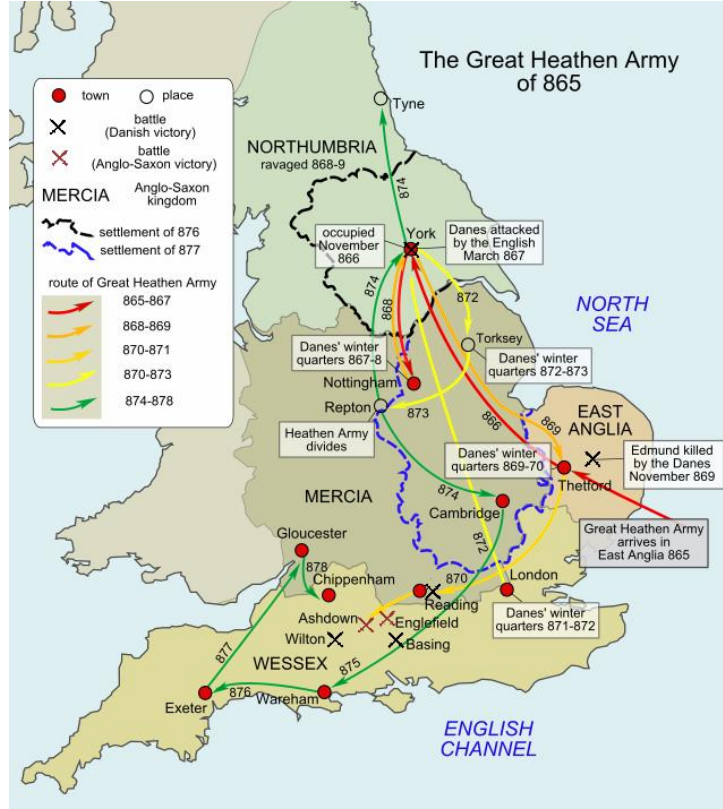 The Great Heathen Army
of 865
town
place
battle
(Danish victory)
battle
(Anglo-Saxon victory)
MERCIA
Anglo-Saxon
kingdom
settlement of 876
settlement of 877
route of Great Heathen Army
865-867
868-869
870-871
870-873
874-878
Tyne
NORTHUMBRIA
ravaged 868-9
874
occupied
November
866
York
Danes attacked
by the English
March 867
874
868
872
NORTH
SEA
Torksey
Danes' winter
quarters 867-8
Danes' winter
quarters 872-873
Nottingham
Repton
873
866
869
EAST
ANGLIA
Heathen Army
divides
Danes' winter
quarters 869-70
Edmund killed
by the Danes
November 869
Thetford
MERCIA
874
Cambridge
Great Heathen Army
arrives in
East Anglia 865
Gloucester
872
878
Chippenham
870
London
Reading
Ashdown
Englefield
Danes' winter
quarters 871-872
Wilton
Basing
WESSEX
877
875
876
Exeter
Wareham
ENGLISH
CHANNEL